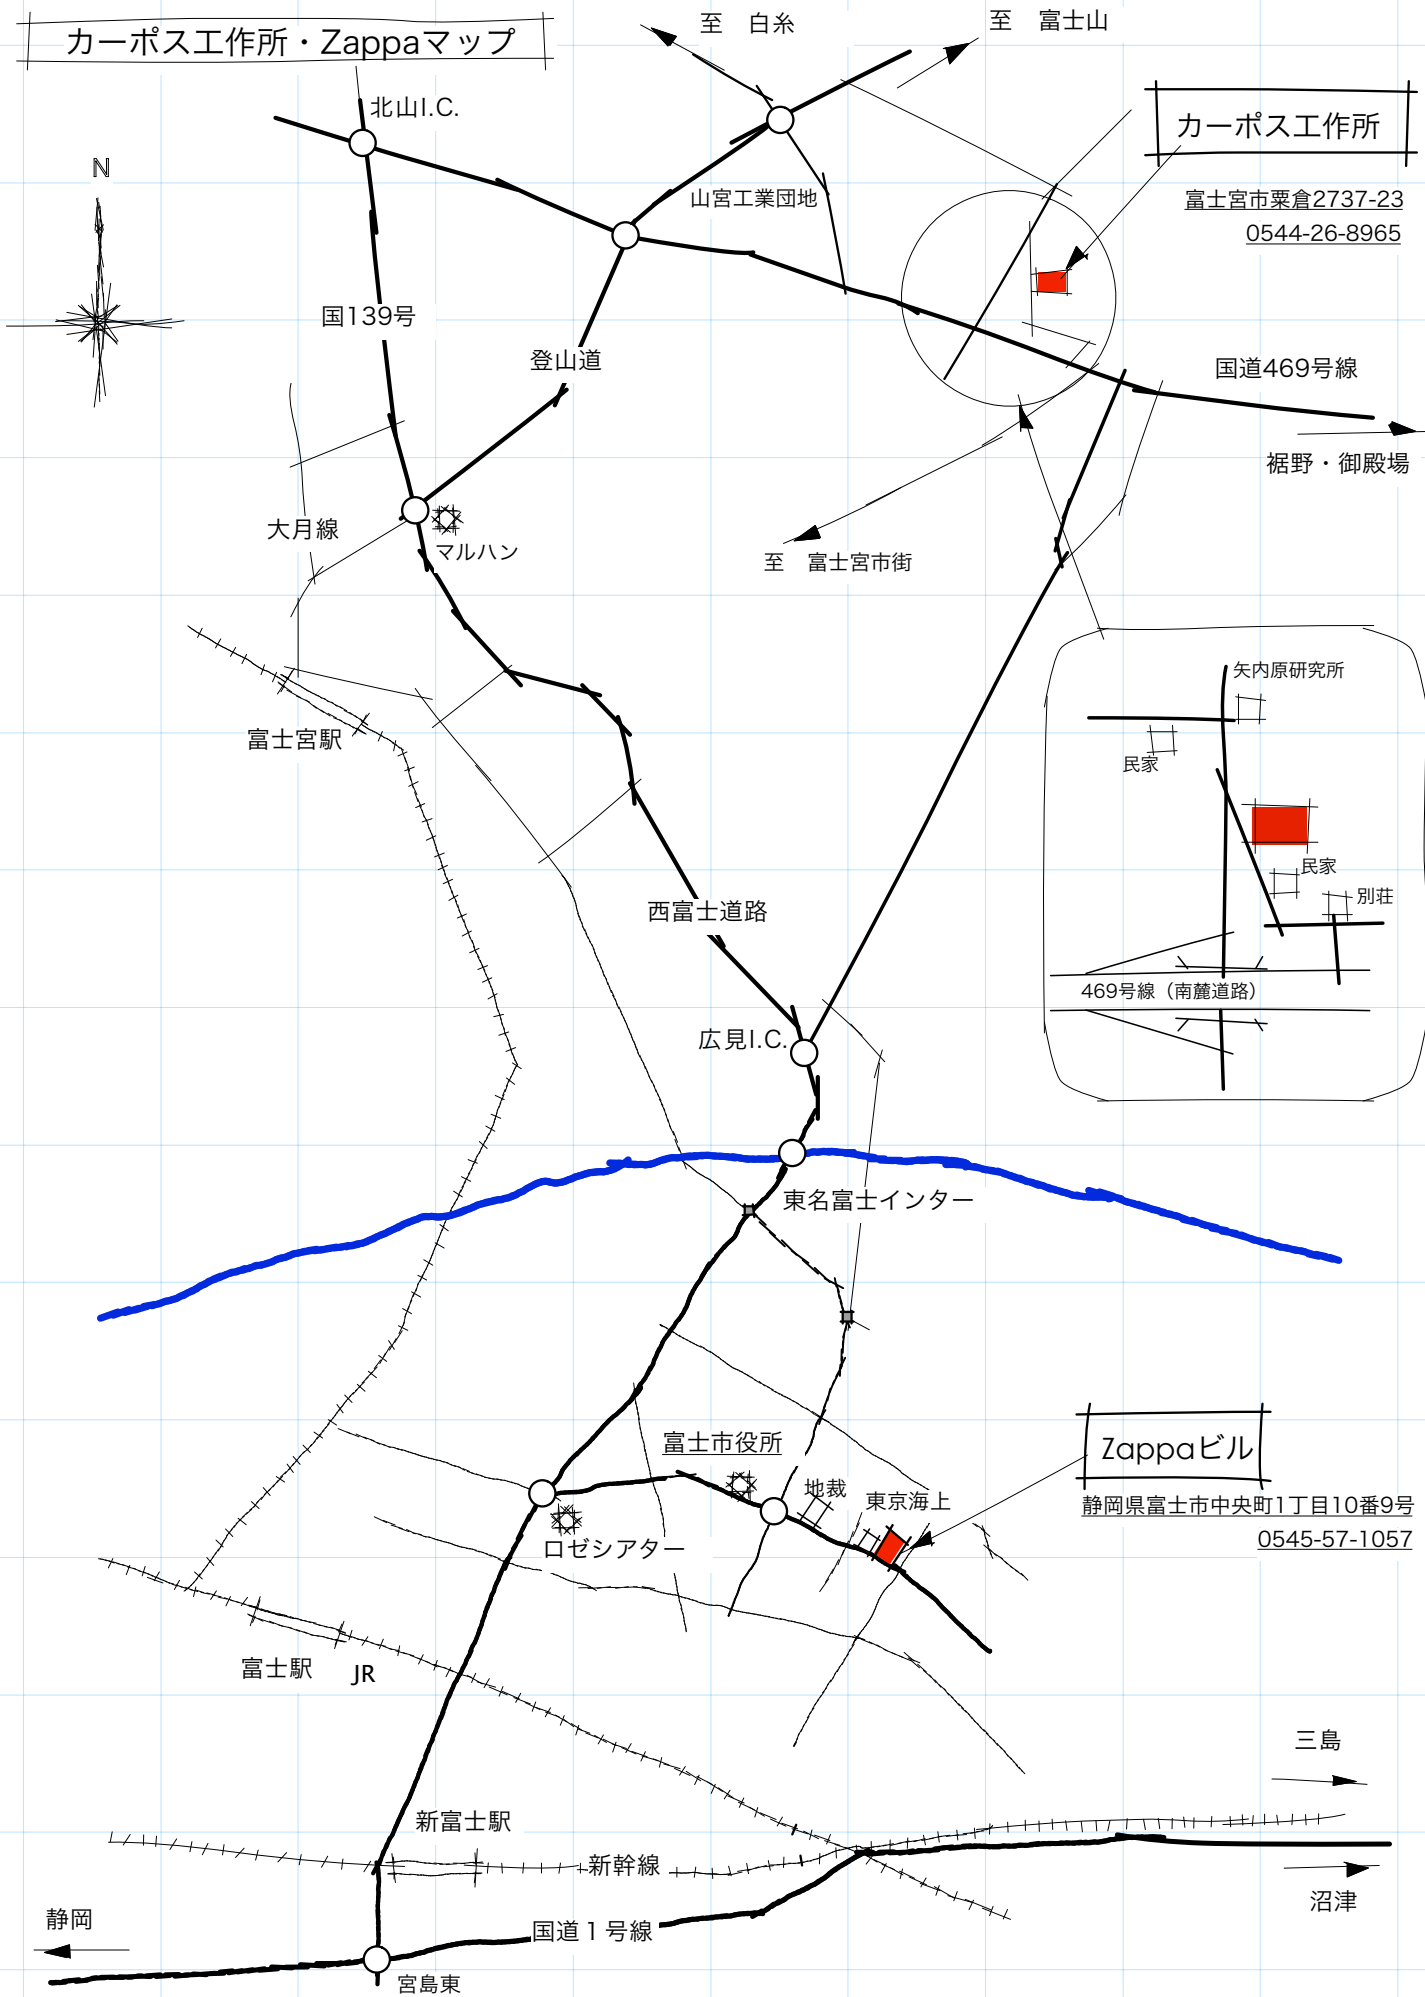 カーポス工作所・Zappaマップ
至　白糸
至　富士山
北山I.C.
カーポス工作所
N
山宮工業団地
富士宮市粟倉2737-23
0544-26-8965
国139号
登山道
国道469号線
裾野・御殿場
大月線
マルハン
至　富士宮市街
矢内原研究所
富士宮駅
民家
民家
別荘
西富士道路
469号線（南麓道路）
広見I.C.
東名富士インター
富士市役所
Zappaビル
地裁
東京海上
静岡県富士市中央町1丁目10番9号
0545-57-1057
ロゼシアター
富士駅
JR
三島
新富士駅
新幹線
沼津
静岡
国道１号線
宮島東